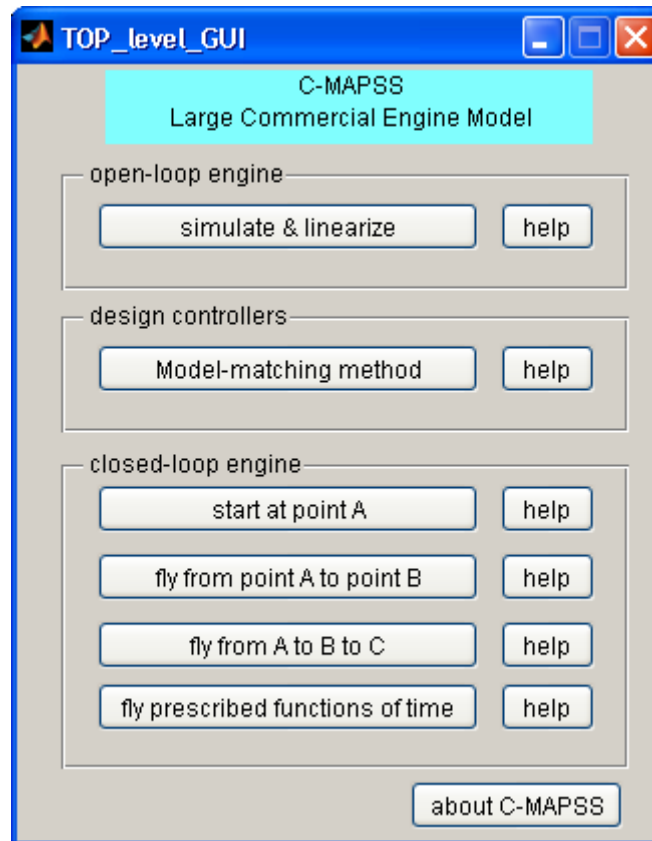 TOP_level_GUI
C-MAPSS
Large Commercial Engine Model
open-loop engine
simulate & linearize help
design controllers
Model-matching method help
closed-loop engine
start at point A help
fly from point A to point B help
fly from A to B to C help
fly prescribed functions of time help
about C-MAPSS